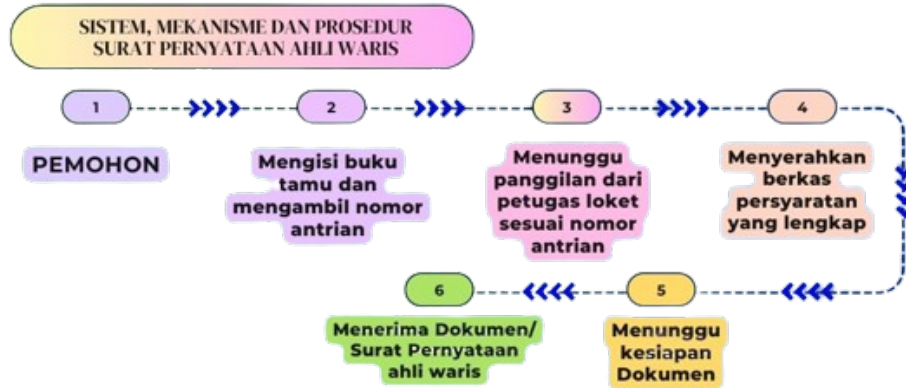 SISTEM, MEKANISME DAN PROSEDUR
SURAT PERNYATAAN AHLI WARIS
1
PEMOHON
2
Mengisi buku
tamu dan
mengambil nomor
antrian
3
Menunggu
panggilan dari
petugas loket
sesuai nomor
antrian
4
Menyerahkan
berkas
persyaratan
yang lengkap
5
Menunggu
kesiapan
Dokumen
6
Menerima Dokumen/
Surat Pernyataan
ahli waris